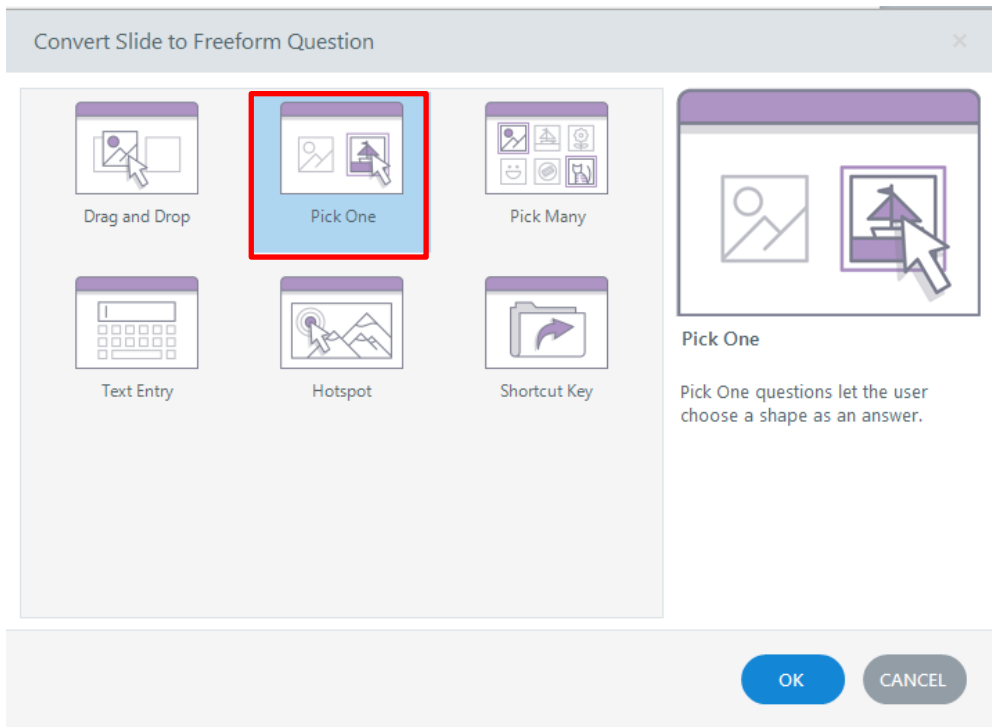 Convert Slide to Freeform Question
Drag and Drop
Pick One
Pick Many
Text Entry
Hotspot
Shortcut Key
Pick One
Pick One questions let the user
choose a shape as an answer.
OK
CANCEL